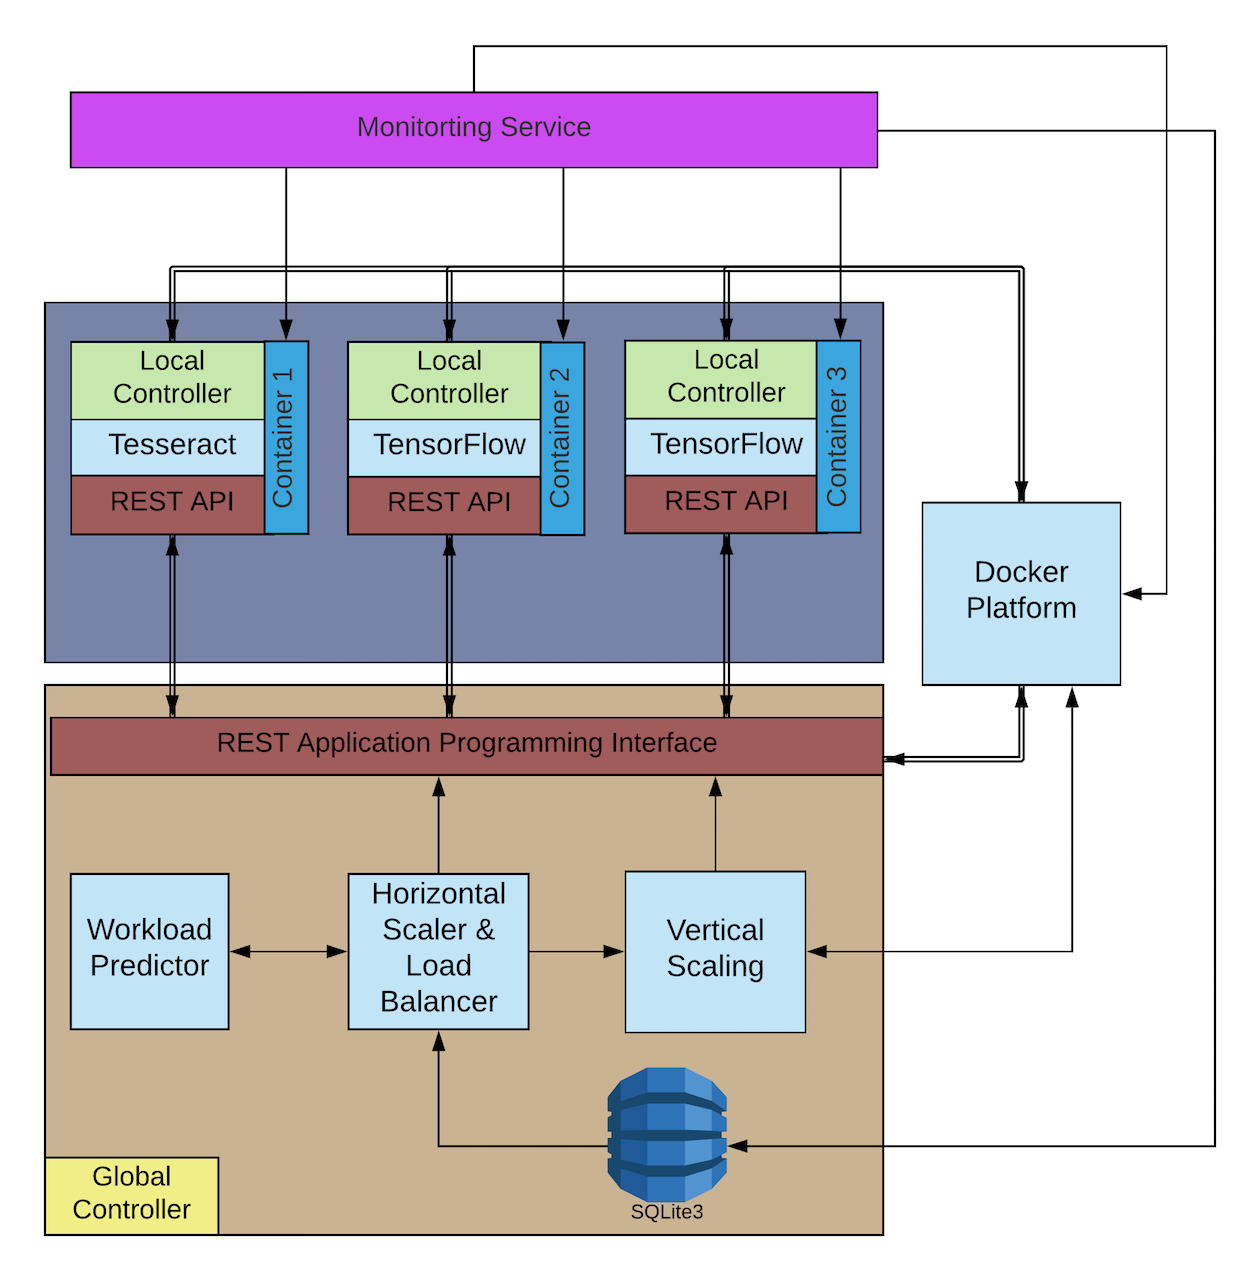 Monitorting Service
Local
Controller
Tesseract
REST API
Container 1
Local
Controller
TensorFlow
REST API
Container 2
Local
Controller
TensorFlow
REST API
Container 3
Docker
Platform
REST Application Programming Interface
Workload
Predictor
Horizontal
Scaler &
Load
Balancer
Vertical
Scaling
Global
Controller
SQLite3